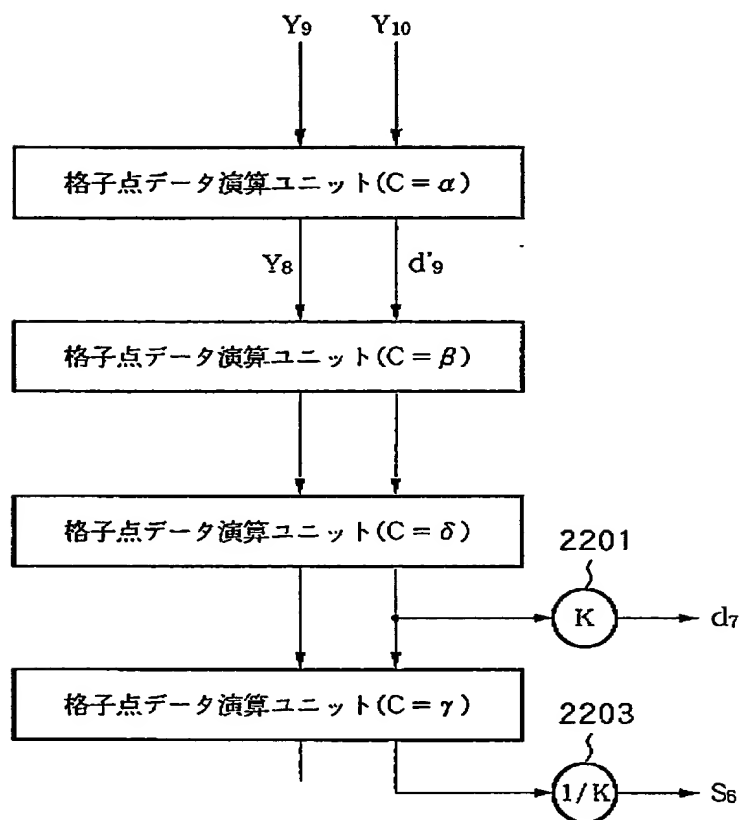 Y9 Y10
格子点データ演算ユニット(C = α)
Y8 d'9
格子点データ演算ユニット(C = β)
格子点データ演算ユニット(C = δ)
2201
K d7
格子点データ演算ユニット(C = γ)
2203
1/K S6